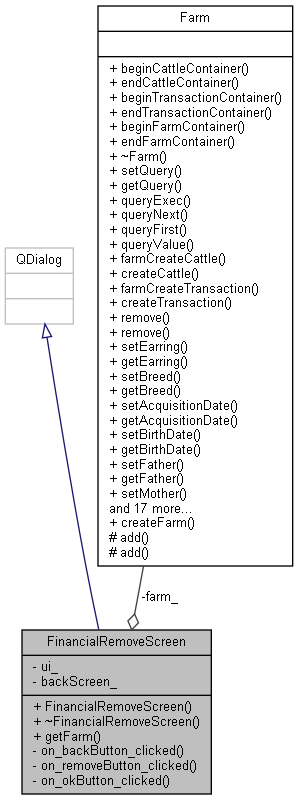 Farm
+ beginCattleContainer()
+ endCattleContainer()
+ beginTransactionContainer()
+ endTransactionContainer()
+ beginFarmContainer()
+ endFarmContainer()
+ ~Farm()
+ setQuery()
+ getQuery()
+ queryExec()
+ queryNext()
+ queryFirst()
+ queryValue()
+ farmCreateCattle()
+ createCattle()
+ farmCreateTransaction()
+ createTransaction()
+ remove()
+ remove()
+ setEarring()
+ getEarring()
+ setBreed()
+ getBreed()
+ setAcquisitionDate()
+ getAcquisitionDate()
+ setBirthDate()
+ getBirthDate()
+ setFather()
+ getFather()
+ setMother()
and 17 more...
+ createFarm()
# add()
# add()
QDialog
-farm_
FinancialRemoveScreen
- ui_
- backScreen_
+ FinancialRemoveScreen()
+ ~FinancialRemoveScreen()
+ getFarm()
- on_backButton_clicked()
- on_removeButton_clicked()
- on_okButton_clicked()